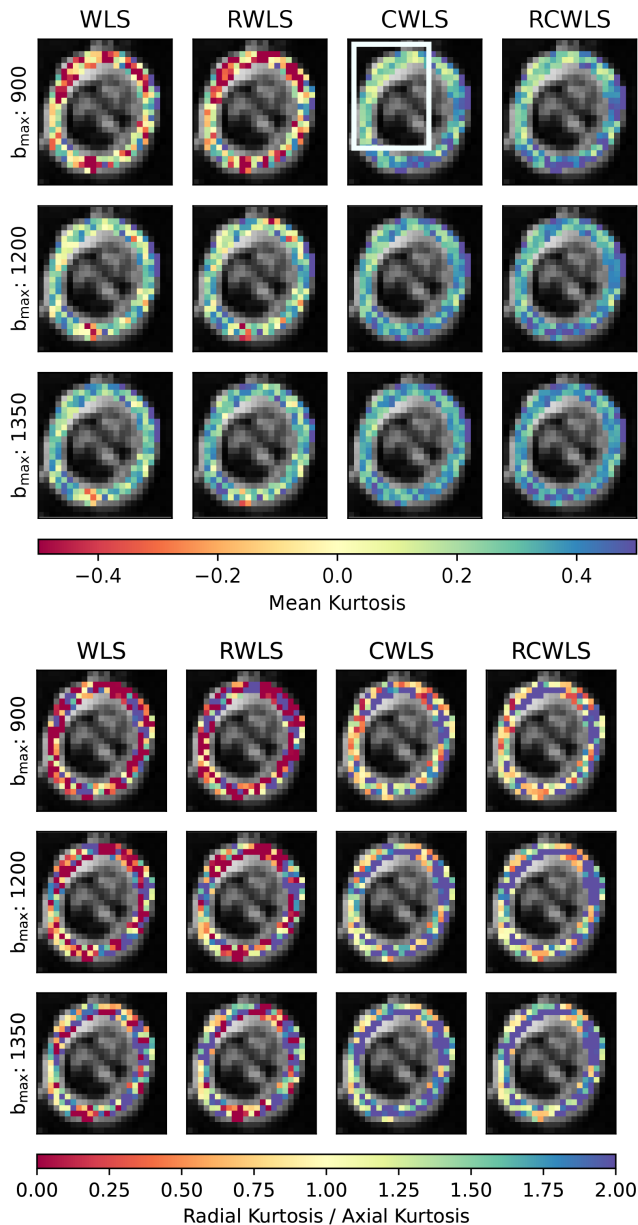 WLS RWLS CWLS RCWLS
bmax: 900
bmax: 1200
bmax: 1350
−0.4 −0.2 0.0 0.2 0.4
Mean Kurtosis
WLS RWLS CWLS RCWLS
bmax: 900
bmax: 1200
bmax: 1350
0.00 0.25 0.50 0.75 1.00 1.25 1.50 1.75 2.00
Radial Kurtosis / Axial Kurtosis